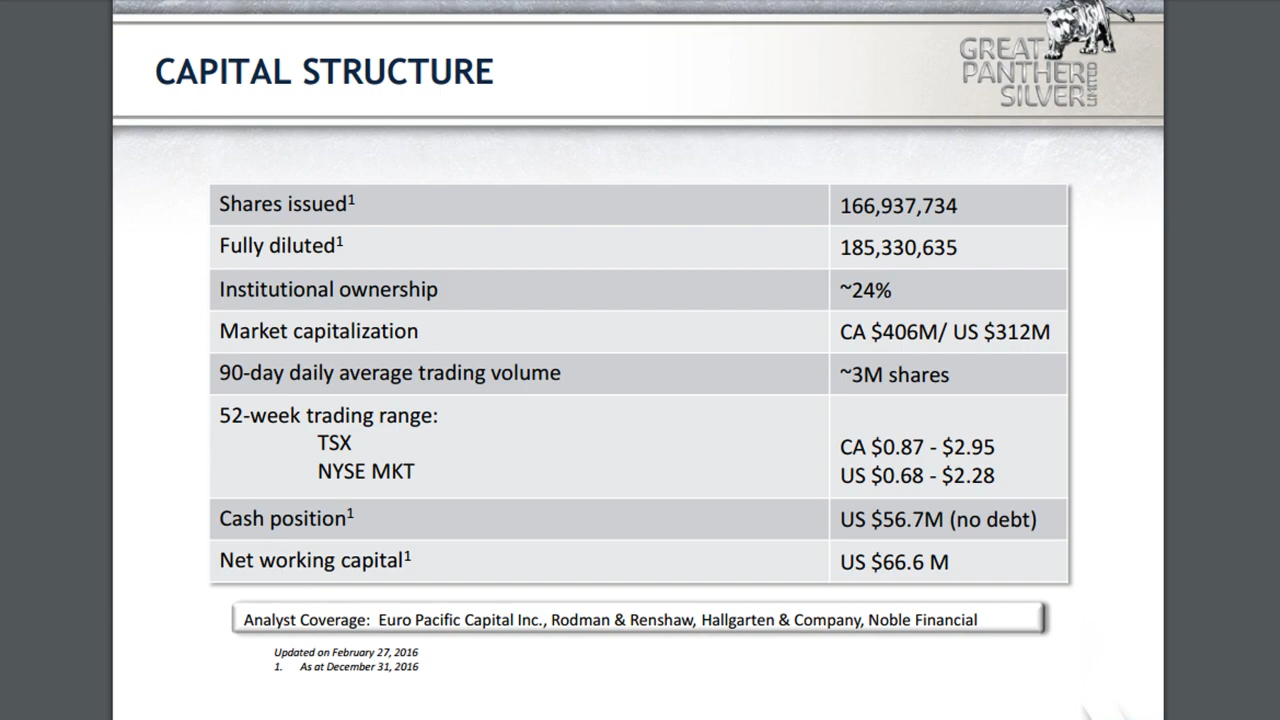 CAPITAL STRUCTURE
GREAT
PANTHER
SILVER LIMITED
Shares issued1 166,937,734
Fully diluted1 185,330,635
Institutional ownership ~24%
Market capitalization CA $406M/ US $312M
90-day daily average trading volume ~3M shares
52-week trading range:
TSX CA $0.87 - $2.95
NYSE MKT US $0.68 - $2.28
Cash position1 US $56.7M (no debt)
Net working capital1 US $66.6 M
Analyst Coverage: Euro Pacific Capital Inc., Rodman & Renshaw, Hallgarten & Company, Noble Financial
Updated on February 27, 2016
1. As at December 31, 2016